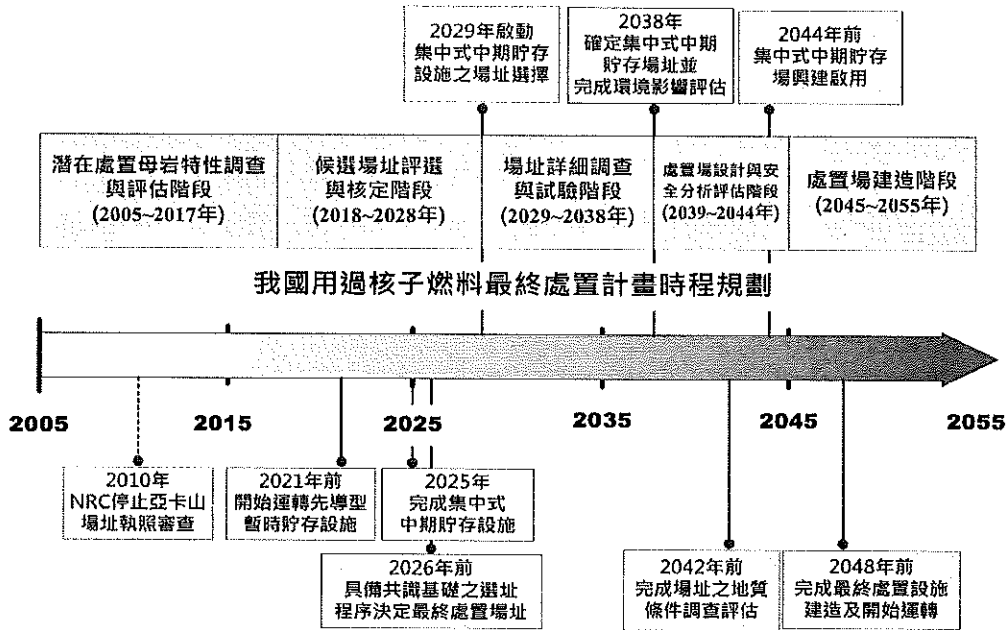 2029年啟動
集中式中期貯存
設施之場址選擇
2038年
確定集中式中期
貯存場址並
完成環境影響評估
2044年前
集中式中期貯存
場興建啟用
潛在處置母岩特性調查
與評估階段
(2005~2017年)
候選場址評選
與核定階段
(2018~2028年)
場址詳細調查
與試驗階段
(2029~2038年)
處置場設計與安
全分析評估階段
(2039~2044年)
處置場建造階段
(2045~2055年)
我國用過核子燃料最終處置計畫時程規劃
2005
2015
2025
2035
2045
2055
2010年
NRC停止亞卡山
場址執照審查
2021年前
開始運轉先導型
暫時貯存設施
2025年
完成集中式
中期貯存設施
2026年前
具備共識基礎之選址
程序決定最終處置場址
2042年前
完成場址之地質
條件調查評估
2048年前
完成最終處置設施
建造及開始運轉